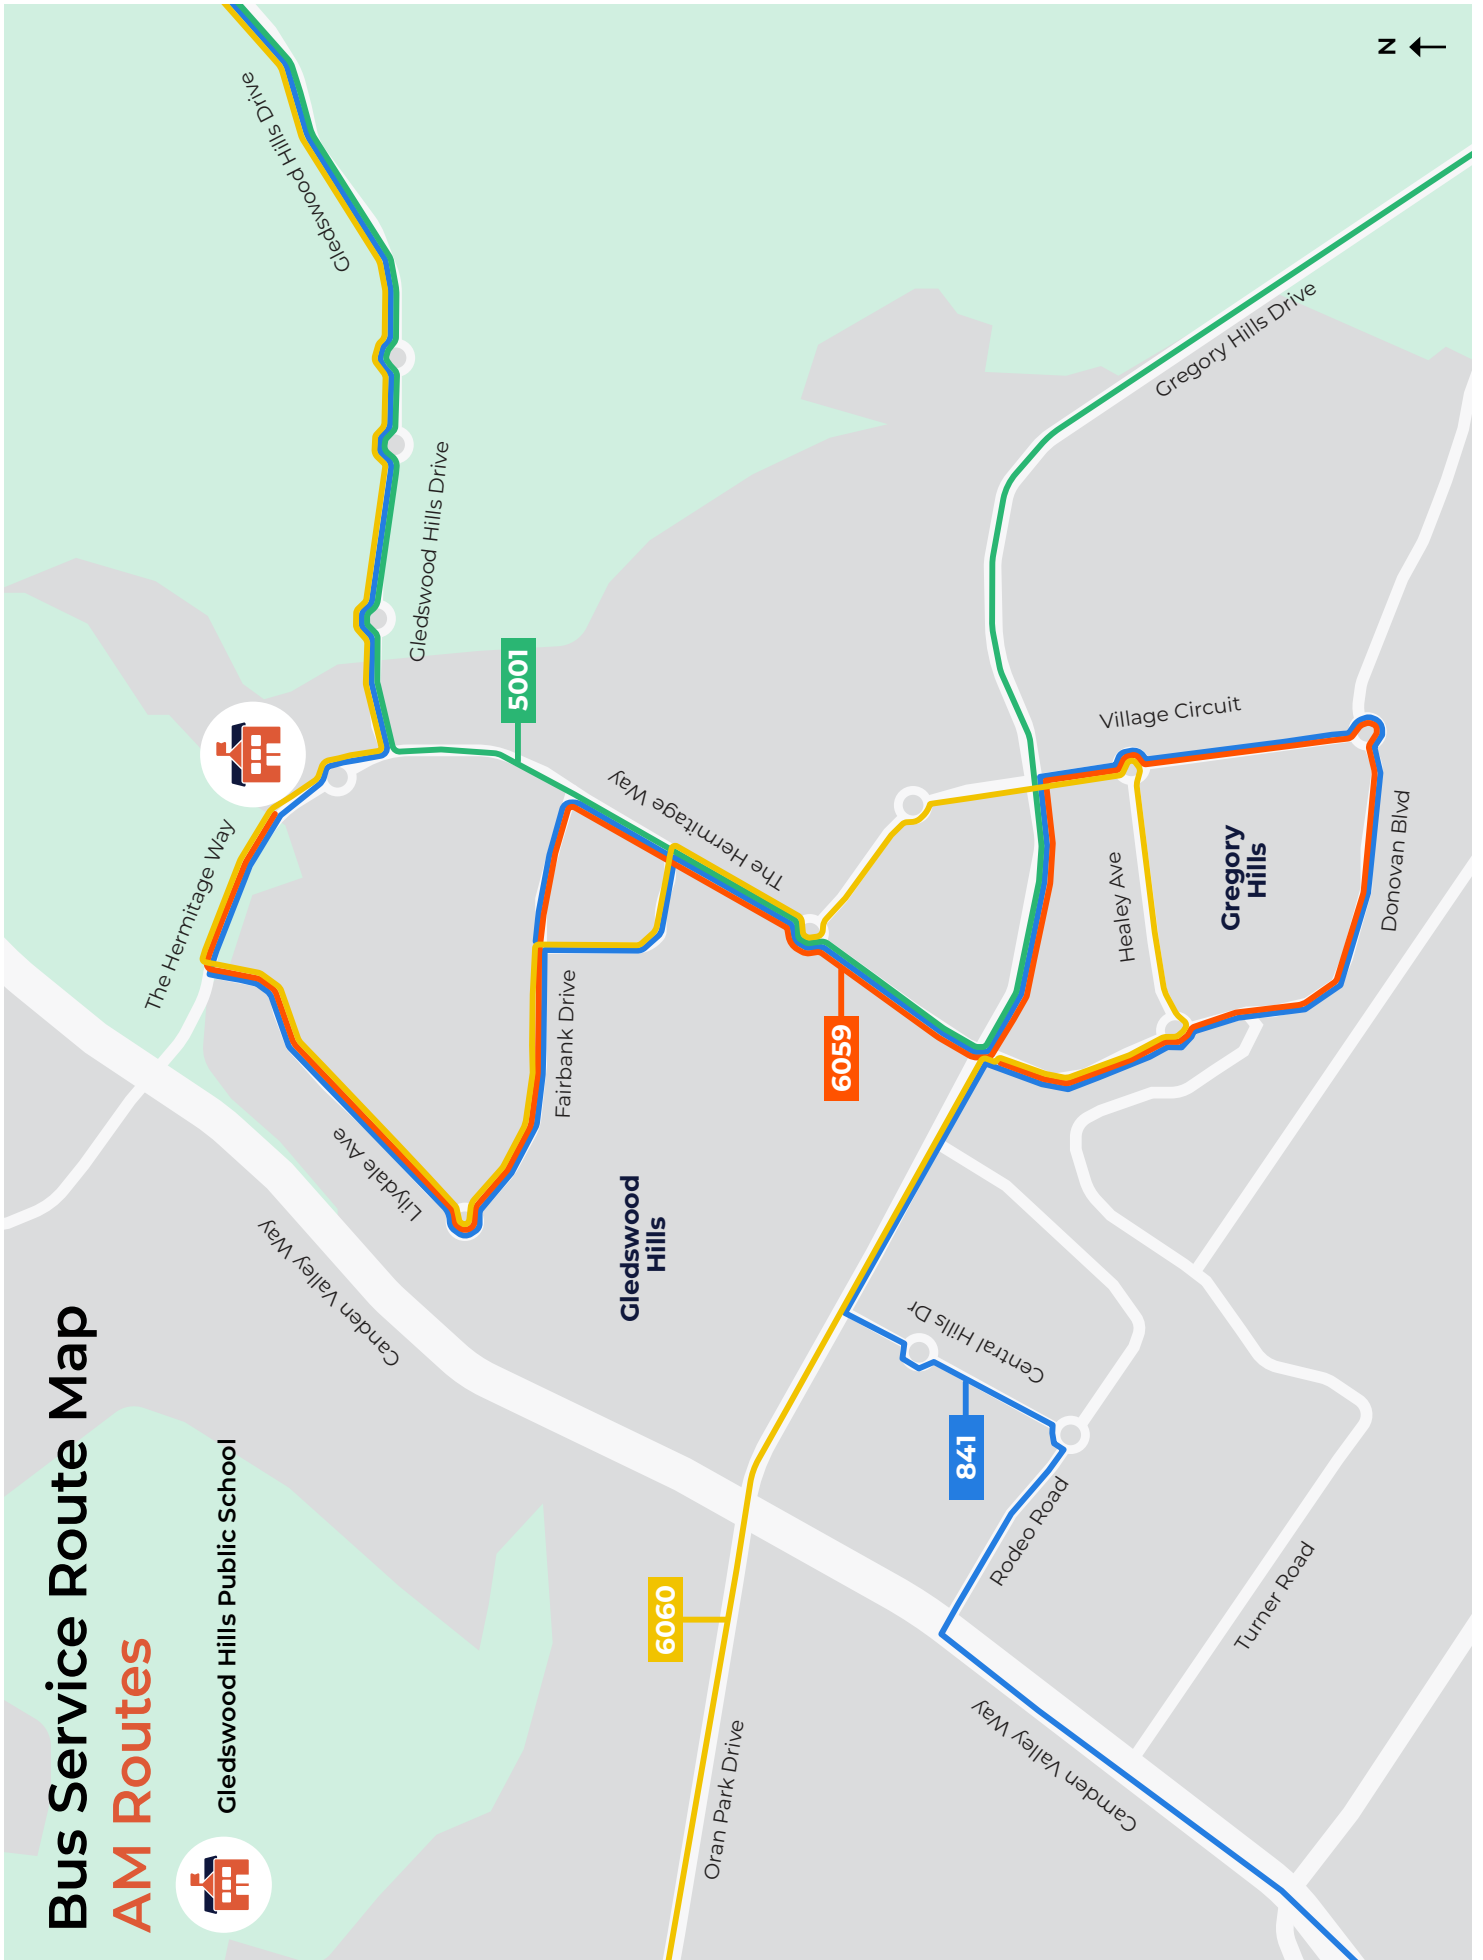 Bus Service Route Map
AM Routes
Gledswood Hills Public School
N
Camden Valley Way
The Hermitage Way
Lilydale Ave
Gledswood Hills Drive
Gledswood Hills Drive
Fairbank Drive
5001
The Hermitage Way
Gledswood
Hills
6060
Oran Park Drive
6059
Central Hills Dr
841
Rodeo Road
Camden Valley Way
Turner Road
Healey Ave
Village Circuit
Gregory Hills Drive
Gregory
Hills
Donovan Blvd